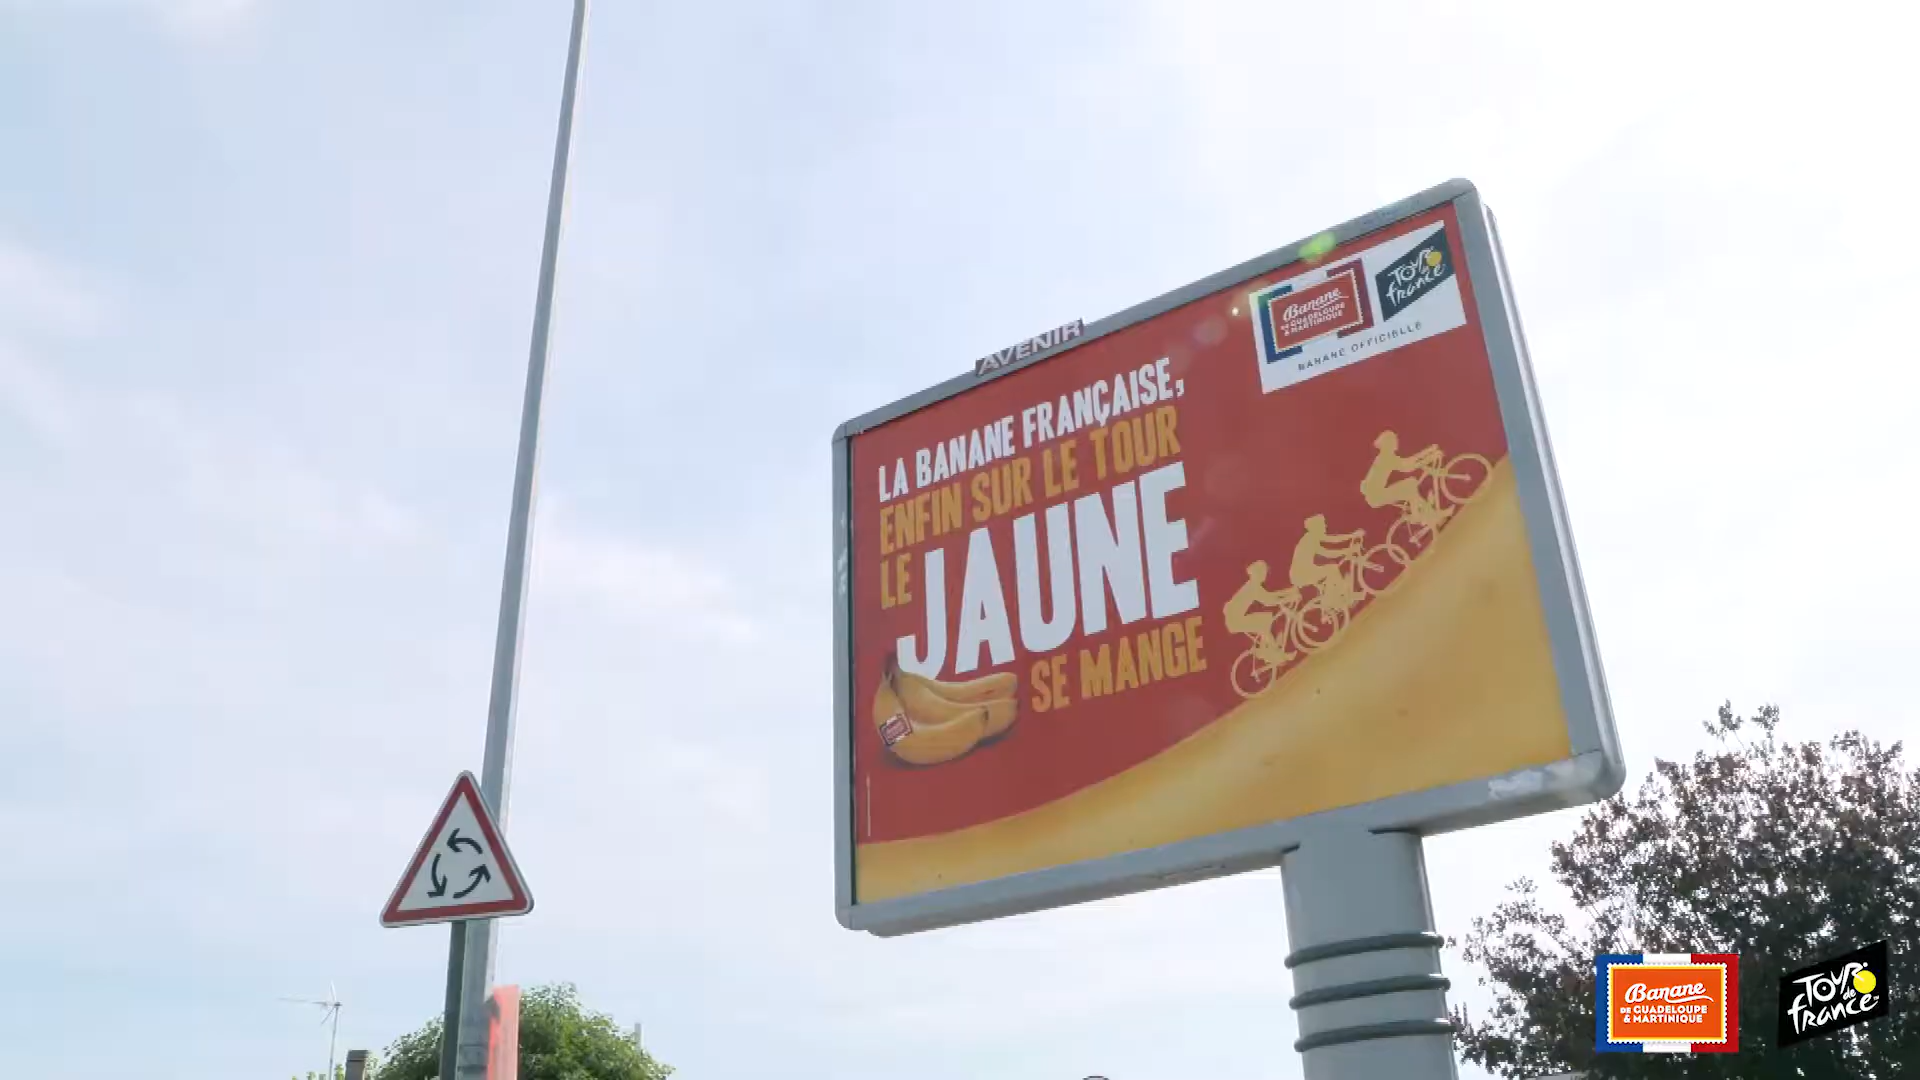 AVENIR
LA BANANE FRANÇAISE,
ENFIN SUR LE TOUR
LE JAUNE
SE MANGE
Banane
DE GUADELOUPE
& MARTINIQUE
TOUR
de
france
BANANE OFFICIELLE
Banane
DE GUADELOUPE
& MARTINIQUE
TOUR
de
france